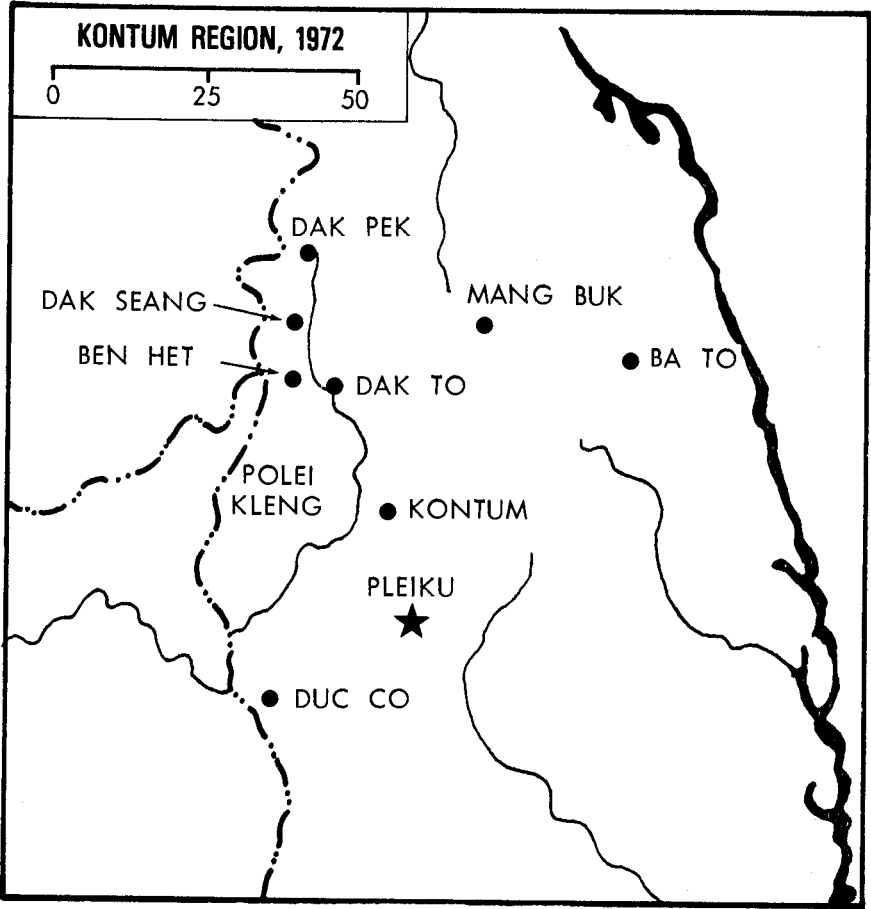 KONTUM REGION, 1972
0 25 50
DAK PEK
DAK SEANG
MANG BUK
BEN HET
BA TO
DAK TO
POLEI
KLENG
KONTUM
PLEIKU
DUC CO